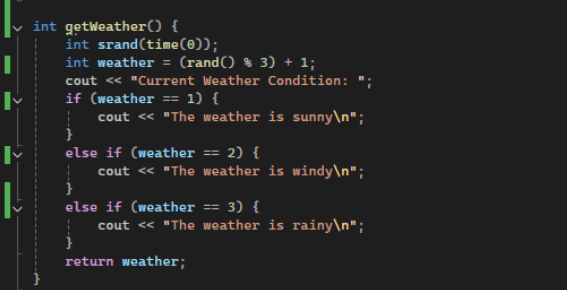 int getWeather() {
    int srand(time(0));
    int weather = (rand() % 3) + 1;
    cout << "Current Weather Condition: ";
    if (weather == 1) {
        cout << "The weather is sunny\n";
    }
    else if (weather == 2) {
        cout << "The weather is windy\n";
    }
    else if (weather == 3) {
        cout << "The weather is rainy\n";
    }
    return weather;
}